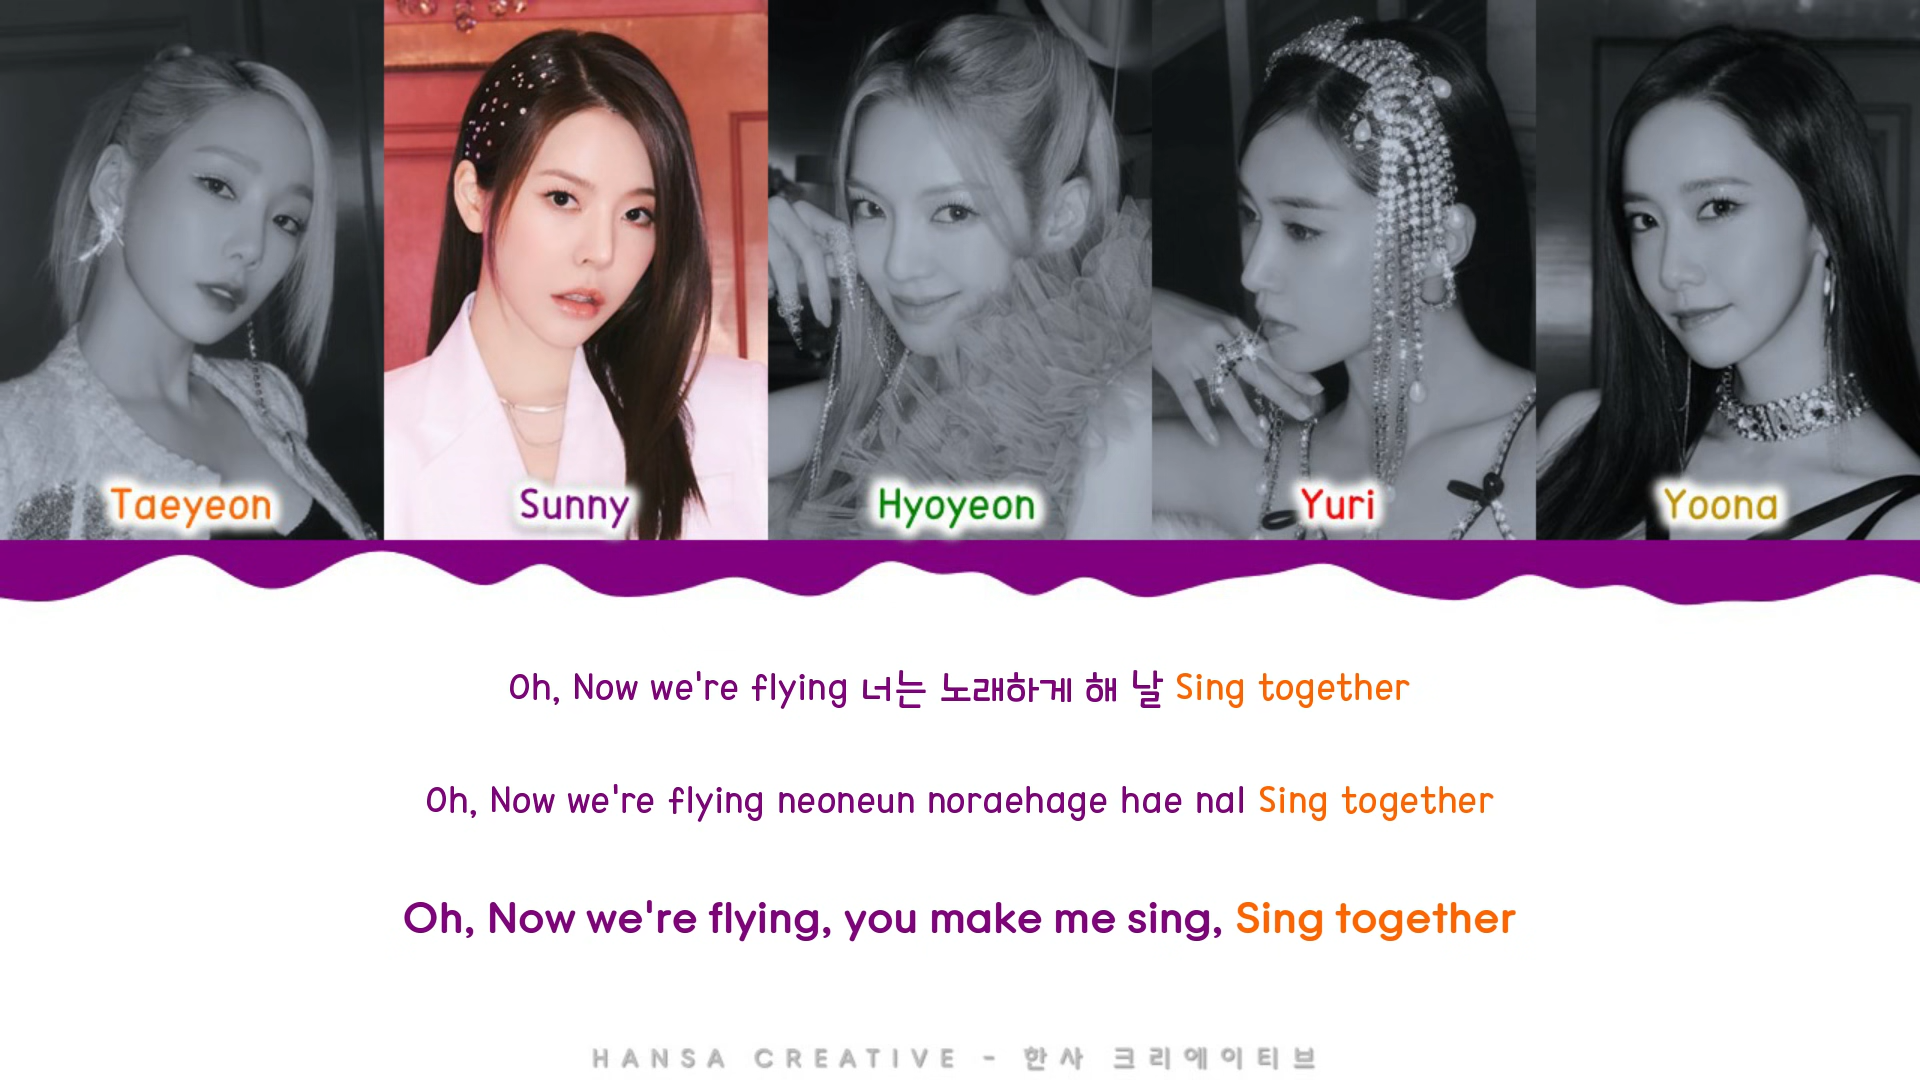 Taeyeon
Sunny
Hyoyeon
Yuri
Yoona
Oh, Now we're flying 너는 노래하게 해 날 Sing together
Oh, Now we're flying neoneun noraehage hae nal Sing together
Oh, Now we're flying, you make me sing, Sing together
HANSA CREATIVE - 한사 크리에이티브